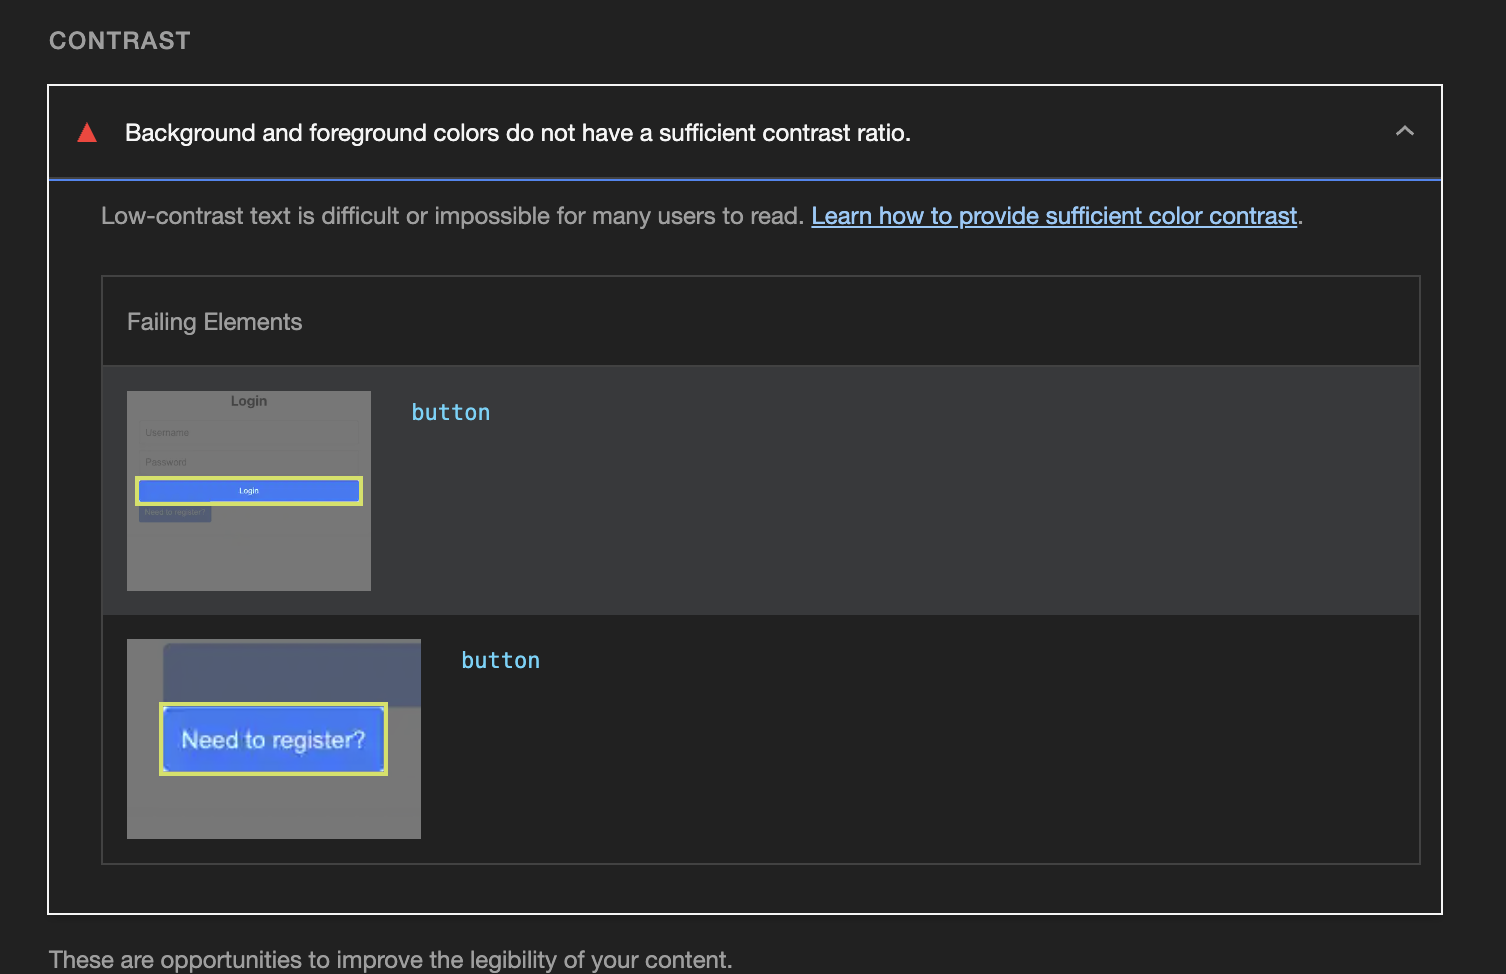 CONTRAST
Background and foreground colors do not have a sufficient contrast ratio.
Low-contrast text is difficult or impossible for many users to read. Learn how to provide sufficient color contrast.
Failing Elements
button
Login
Username
Password
Login
Need to register?
button
Need to register?
These are opportunities to improve the legibility of your content.